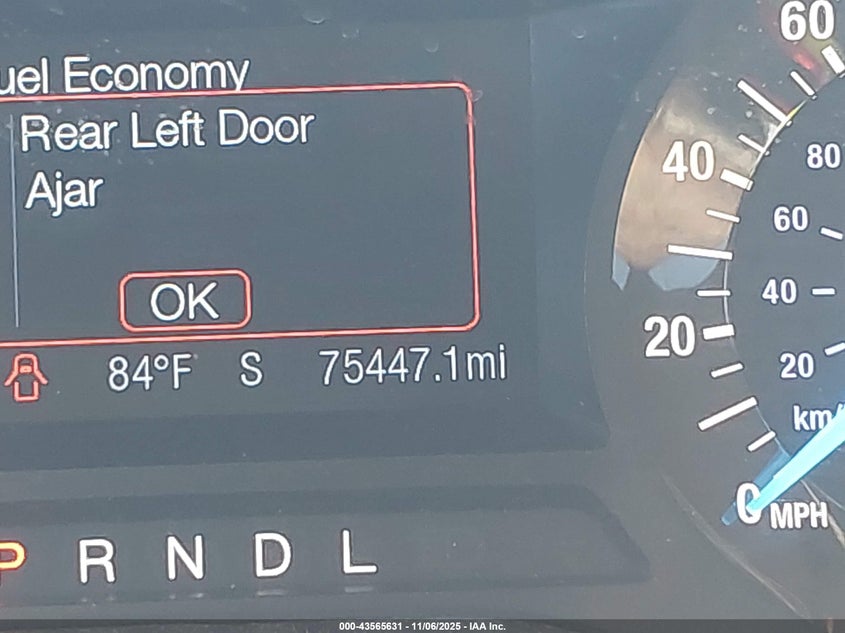 uel Economy
Rear Left Door
Ajar
OK
84°F S 75447.1mi
P R N D L
60
40
20
0 MPH
80
60
40
20
km/
000-43565631 - 11/06/2025 - IAA Inc.